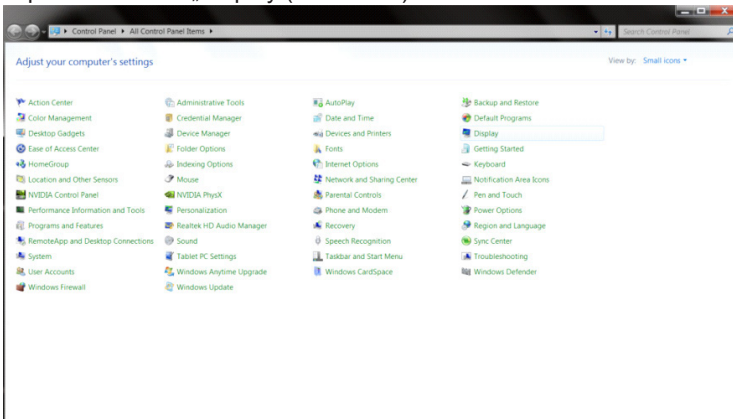 Control Panel ▸ All Control Panel Items ▸
Search Control Panel
Adjust your computer's settings
View by: Small icons
Action Center
Administrative Tools
AutoPlay
Backup and Restore
Color Management
Credential Manager
Date and Time
Default Programs
Desktop Gadgets
Device Manager
Devices and Printers
Display
Ease of Access Center
Folder Options
Fonts
Getting Started
HomeGroup
Indexing Options
Internet Options
Keyboard
Location and Other Sensors
Mouse
Network and Sharing Center
Notification Area Icons
NVIDIA Control Panel
NVIDIA PhysX
Parental Controls
Pen and Touch
Performance Information and Tools
Personalization
Phone and Modem
Power Options
Programs and Features
Realtek HD Audio Manager
Recovery
Region and Language
RemoteApp and Desktop Connections
Sound
Speech Recognition
Sync Center
System
Tablet PC Settings
Taskbar and Start Menu
Troubleshooting
User Accounts
Windows Anytime Upgrade
Windows CardSpace
Windows Defender
Windows Firewall
Windows Update